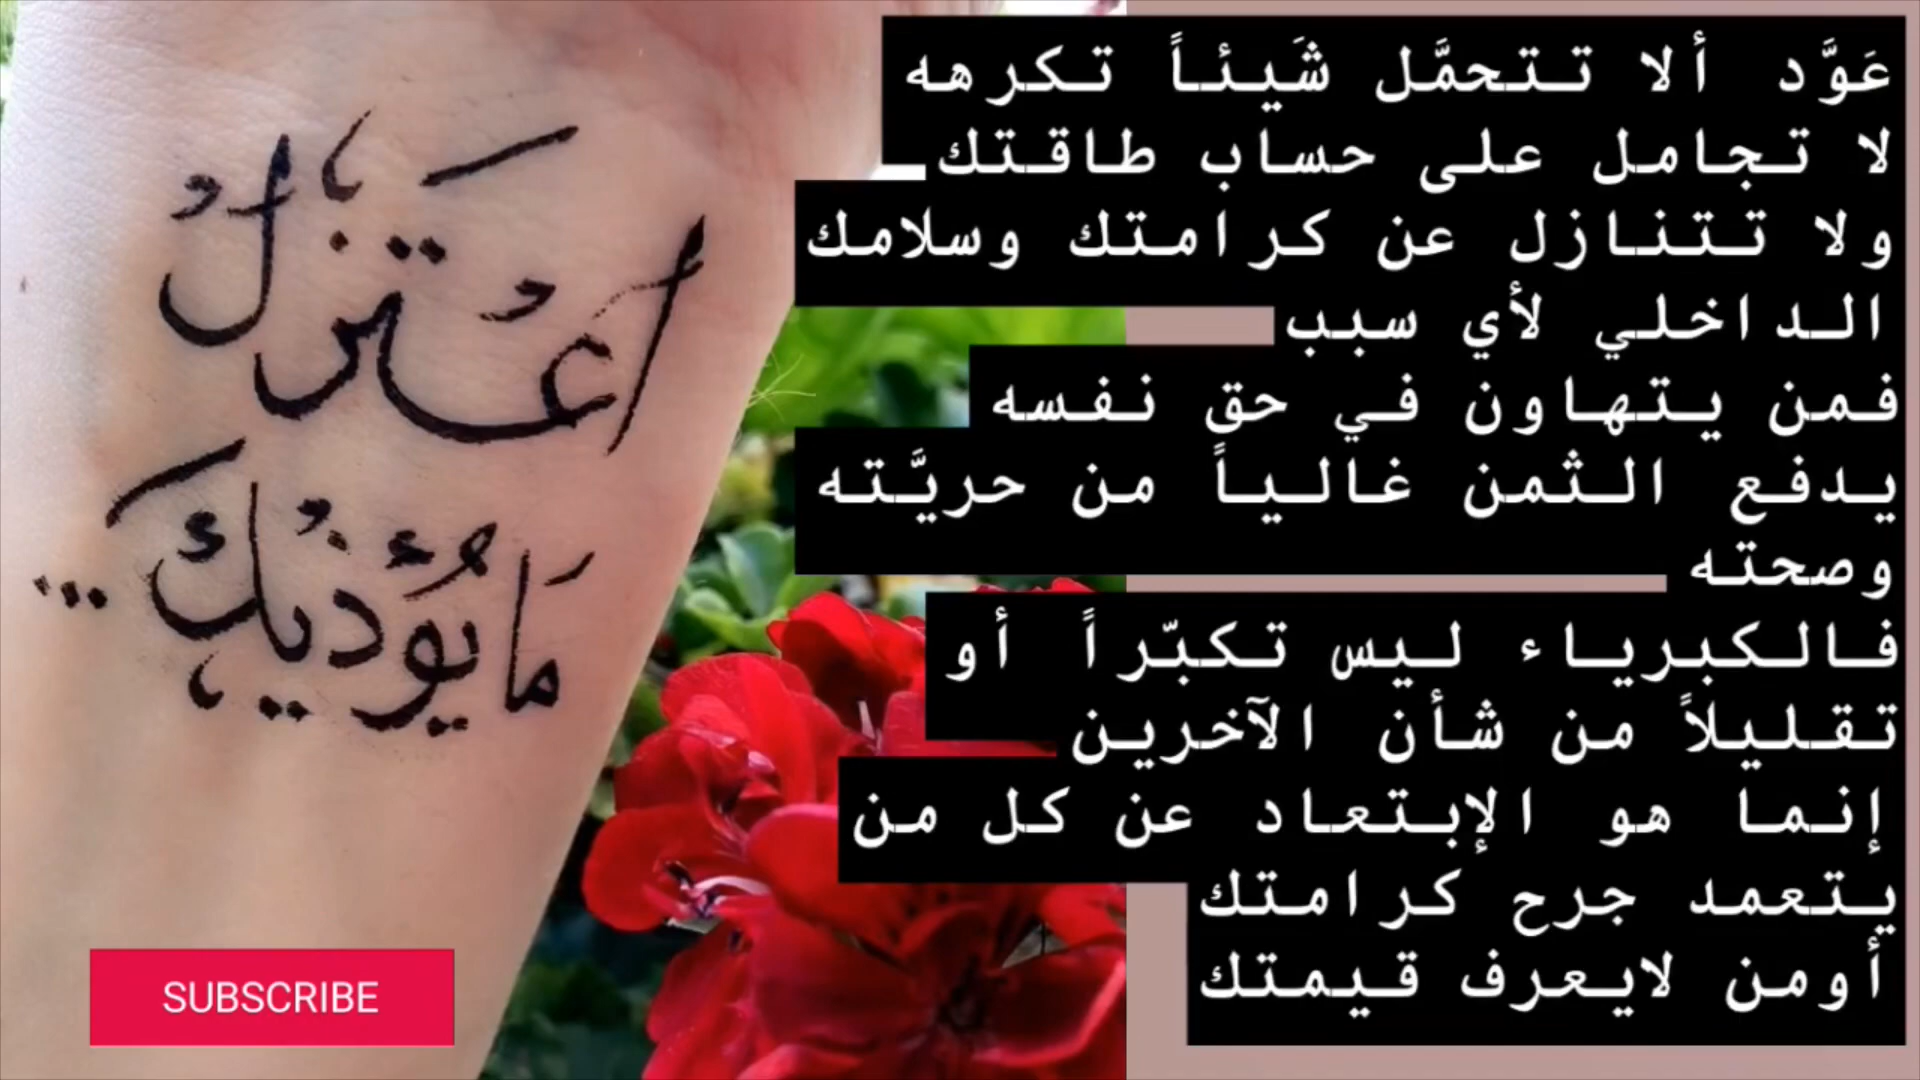 أعْتَزِلُ
مَا يُؤذيكَ...
عَوَّد ألا تتحمَّل شَيئاً تكرهه
لا تجامل على حساب طاقتك
ولا تتنازل عن كرامتك وسلامك
الداخلي لأي سبب
فمن يتهاون في حق نفسه
يدفع الثمن غالياً من حريَّته
وصحته
فالكبرياء ليس تكبّراً أو
تقليلاً من شأن الآخرين
إنما هو الإبتعاد عن كل من
يتعمد جرح كرامتك
أومن لايعرف قيمتك
SUBSCRIBE